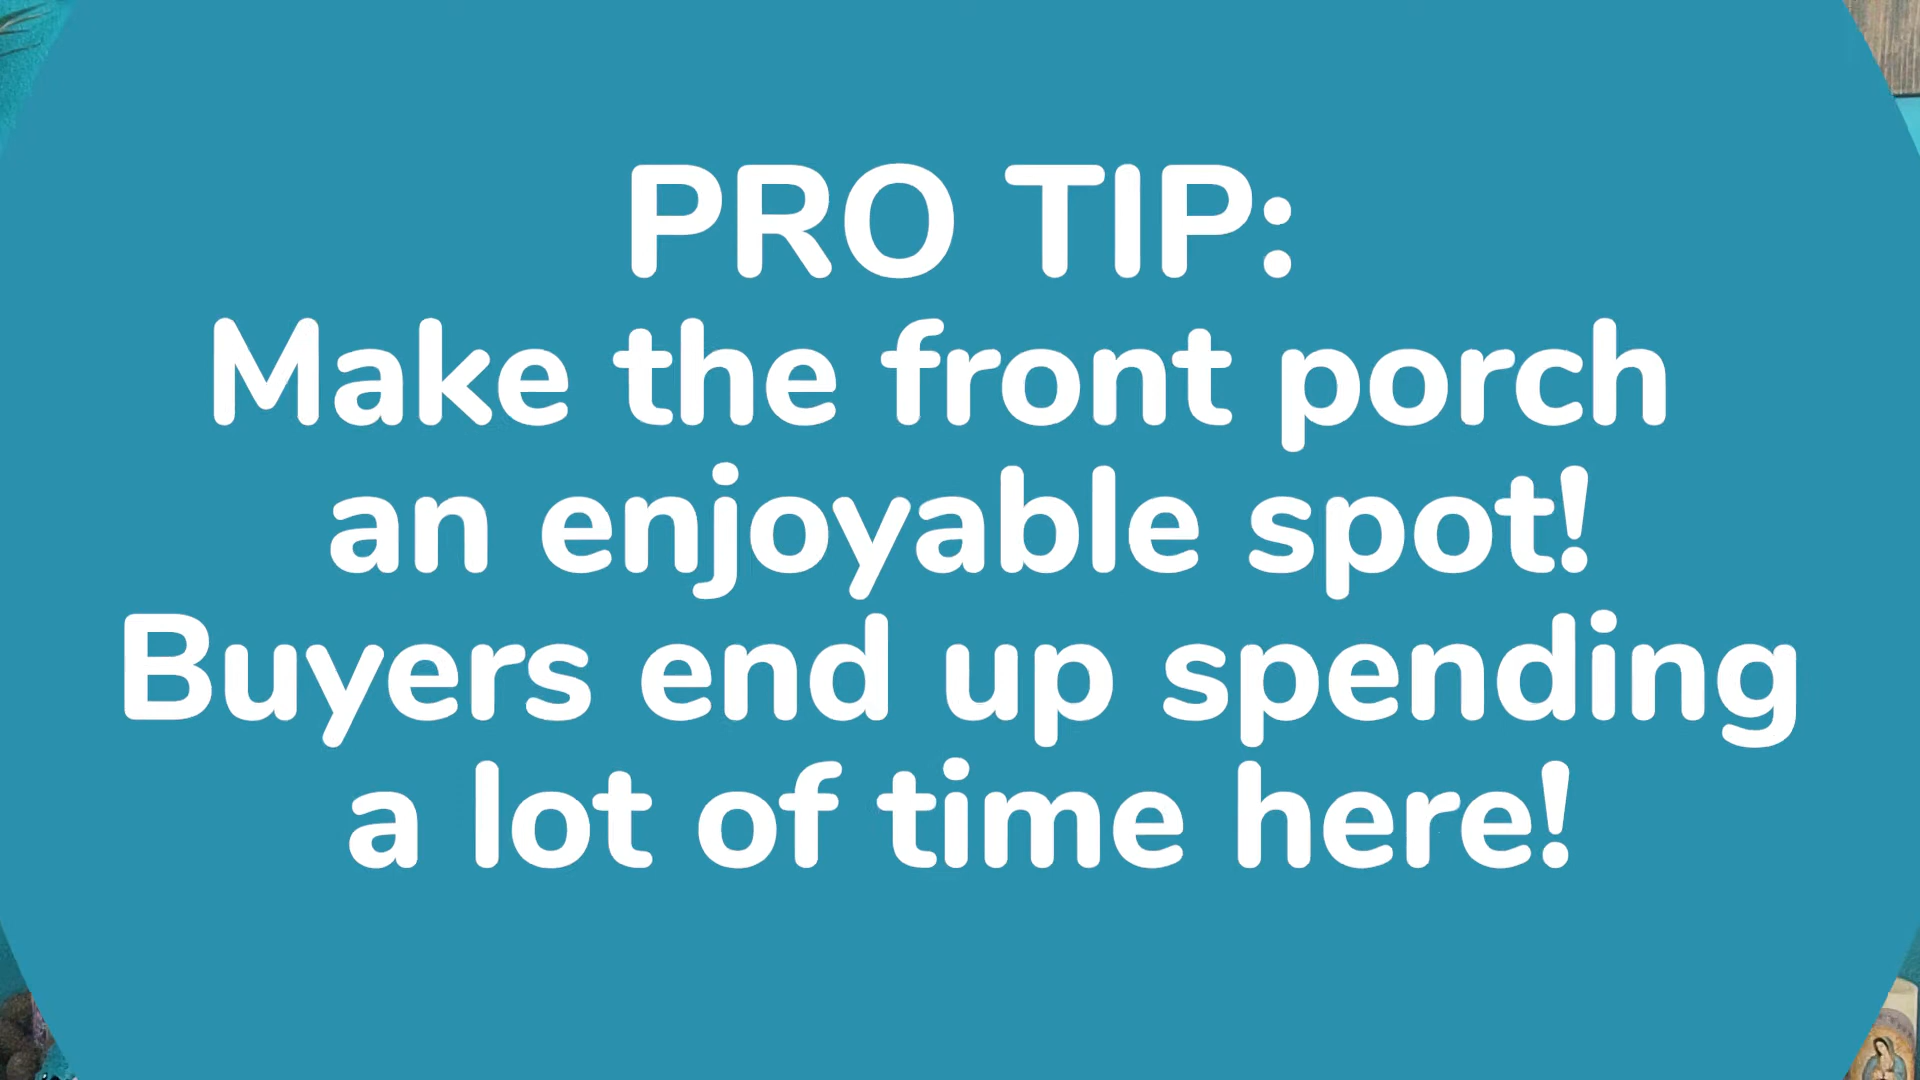 PRO TIP:
Make the front porch
an enjoyable spot!
Buyers end up spending
a lot of time here!